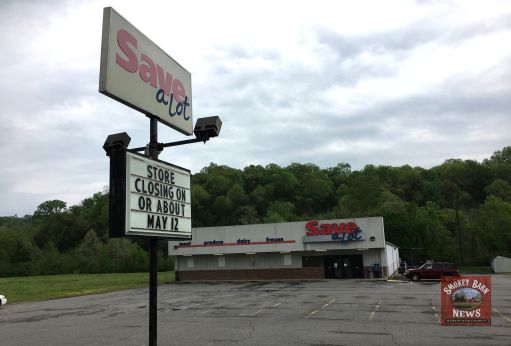 Save
a lot
STORE
CLOSING ON
OR ABOUT
MAY 12
meat produce dairy frozen
Save
a lot
SMOKEY BARN
NEWS